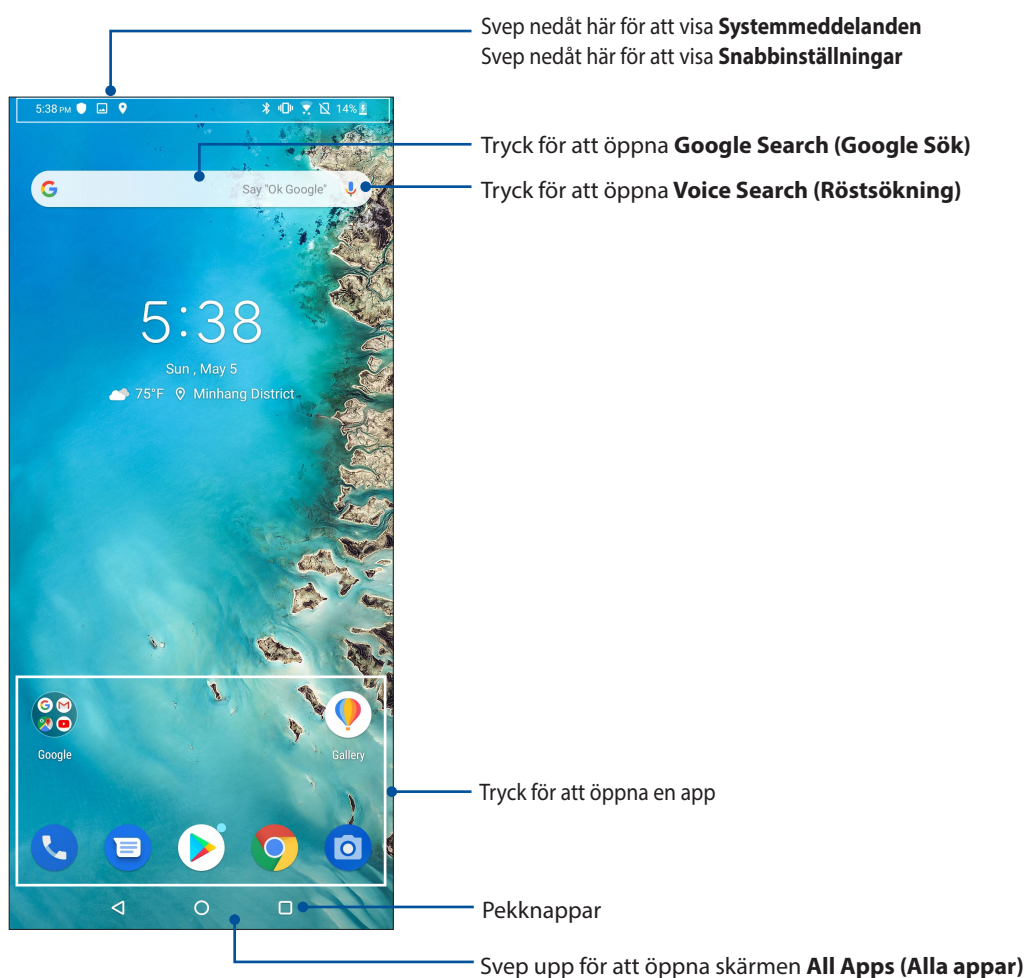 Svep nedåt här för att visa Systemmeddelanden
Svep nedåt här för att visa Snabbinställningar
5:38 PM
14%
Tryck för att öppna Google Search (Google Sök)
Say "Ok Google"
Tryck för att öppna Voice Search (Röstsökning)
5:38
Sun , May 5
75°F Minhang District
Google
Gallery
Tryck för att öppna en app
Pekknappar
Svep upp för att öppna skärmen All Apps (Alla appar)